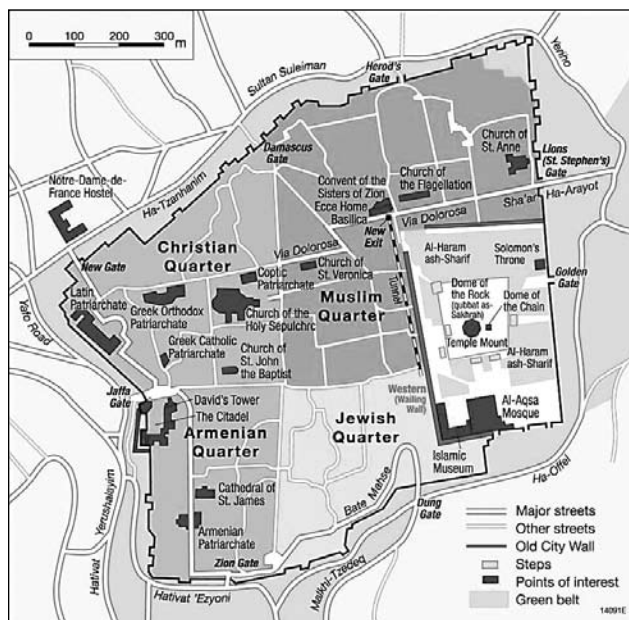 0 100 200 300
m
Herod's
Gate
Sultan Suleiman
Yeriho
Damascus
Gate
Church of
St. Anne
Lions
(St. Stephen's)
Gate
Notre-Dame-de-
France Hostel
Ha-Tzanhanim
Convent of the
Sisters of Zion
Ecce Home
Basilica
Church of
the Flagellation
Sha'ar
Ha-Arayot
Via Dolorosa
New
Exit
New Gate
Christian
Quarter
Via Dolorosa
Al-Haram
ash-Sharif
Solomon's
Throne
Golden
Gate
Latin
Patriarchate
Coptic
Patriarchate
Church of
St. Veronica
Muslim
Quarter
Tunnel
Dome of
the Rock
(qubbat as-
Sakhrah)
Dome of
the Chain
Temple Mount
Yafo Road
Greek Orthodox
Patriarchate
Church of the
Holy Sepulchrc
Greek Catholic
Patriarchate
Church of
St. John
the Baptist
Al-Haram
ash-Sharif
Jaffa
Gate
David's Tower
The Citadel
Armenian
Quarter
Jewish
Quarter
Western
(Wailing
Wall)
Al-Aqsa
Mosque
Islamic
Museum
Ha-Offel
Cathedral of
St. James
Armenian
Patriarchate
Bate Mahse
Dung
Gate
Zion Gate
Yerushalayim
Hativat
Hativat 'Ezyoni
Malkhi-Tzedeq
Major streets
Other streets
Old City Wall
Steps
Points of interest
Green belt
14091E